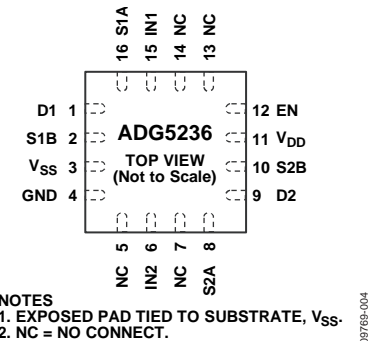 16 S1A
15 IN1
14 NC
13 NC
D1 1
S1B 2
VSS 3
GND 4
ADG5236
TOP VIEW
(Not to Scale)
12 EN
11 VDD
10 S2B
9 D2
NC 5
IN2 6
NC 7
S2A 8
NOTES
1. EXPOSED PAD TIED TO SUBSTRATE, VSS.
2. NC = NO CONNECT.
09769-004